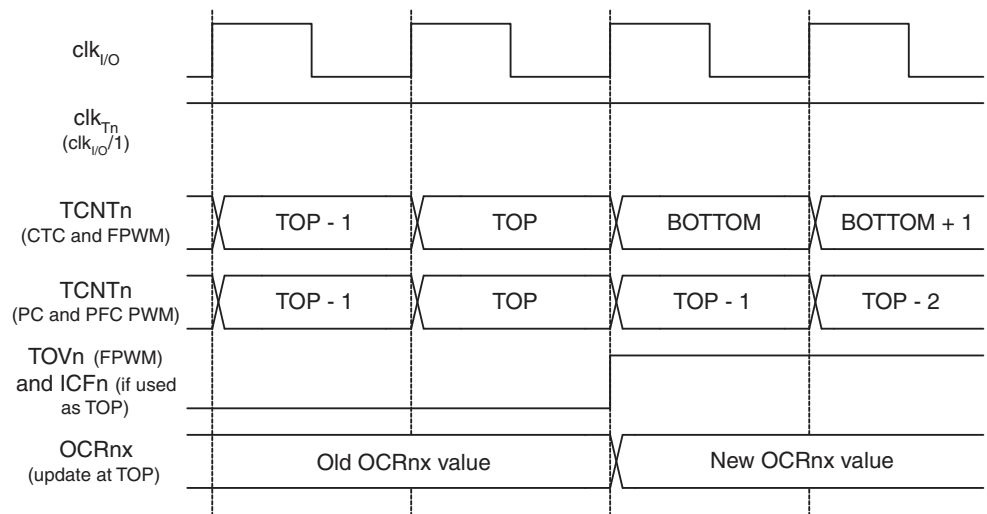 clkI/O
clkTn
(clkI/O/1)
TCNTn
(CTC and FPWM)
TOP - 1
TOP
BOTTOM
BOTTOM + 1
TCNTn
(PC and PFC PWM)
TOP - 1
TOP
TOP - 1
TOP - 2
TOVn (FPWM)
and ICFn (if used
as TOP)
OCRnx
(update at TOP)
Old OCRnx value
New OCRnx value